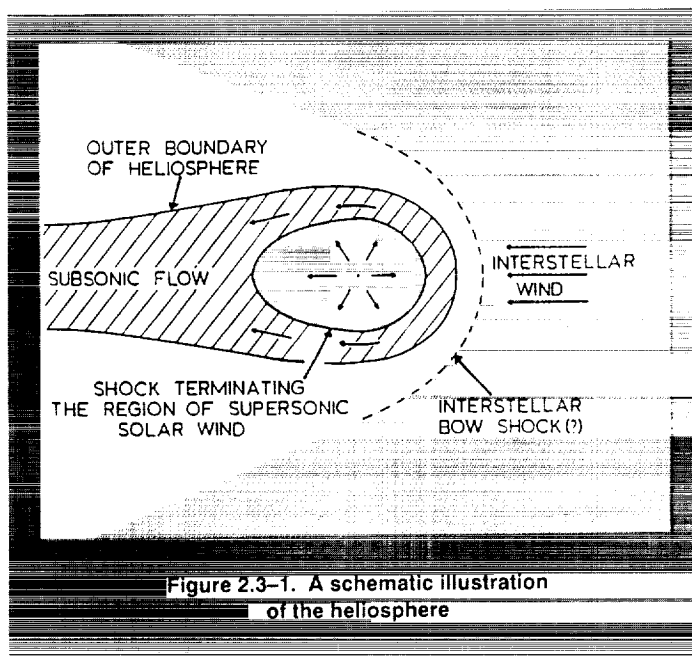 OUTER BOUNDARY
OF HELIOSPHERE
SUBSONIC FLOW
INTERSTELLAR
WIND
SHOCK TERMINATING
THE REGION OF SUPERSONIC
SOLAR WIND
INTERSTELLAR
BOW SHOCK(?)
Figure 2.3–1. A schematic illustration
of the heliosphere